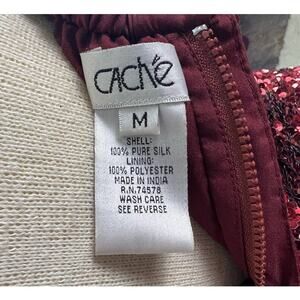 CACHé
M
SHELL:
100% PURE SILK
LINING:
100% POLYESTER
MADE IN INDIA
R.N.74578
WASH CARE
SEE REVERSE